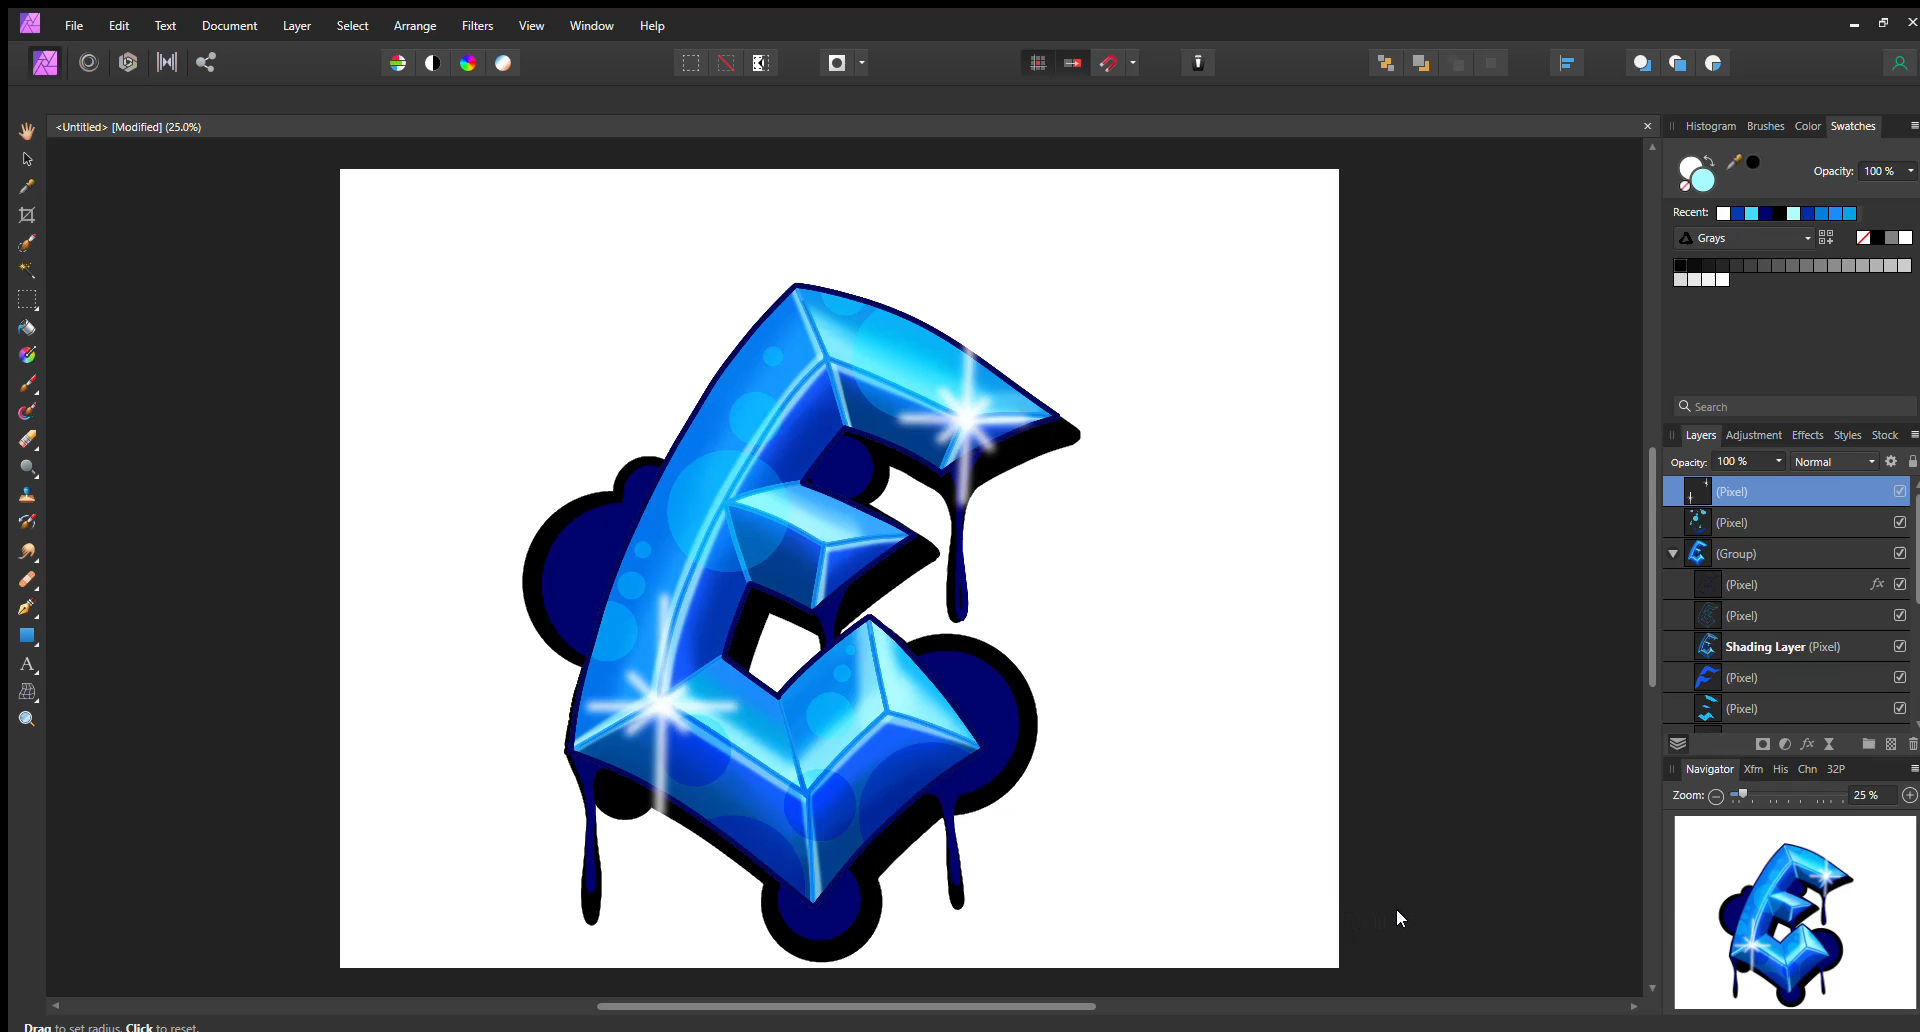 File Edit Text Document Layer Select Arrange Filters View Window Help
<Untitled> [Modified] (25.0%)
Histogram Brushes Color Swatches
Opacity: 100 %
Recent:
Grays
Search
Layers Adjustment Effects Styles Stock
Opacity: 100 % Normal
(Pixel)
(Pixel)
(Group)
(Pixel) fx
(Pixel)
Shading Layer (Pixel)
(Pixel)
(Pixel)
fx
Navigator Xfm His Chn 32P
Zoom: 25 %
E
Drag to set radius. Click to reset.